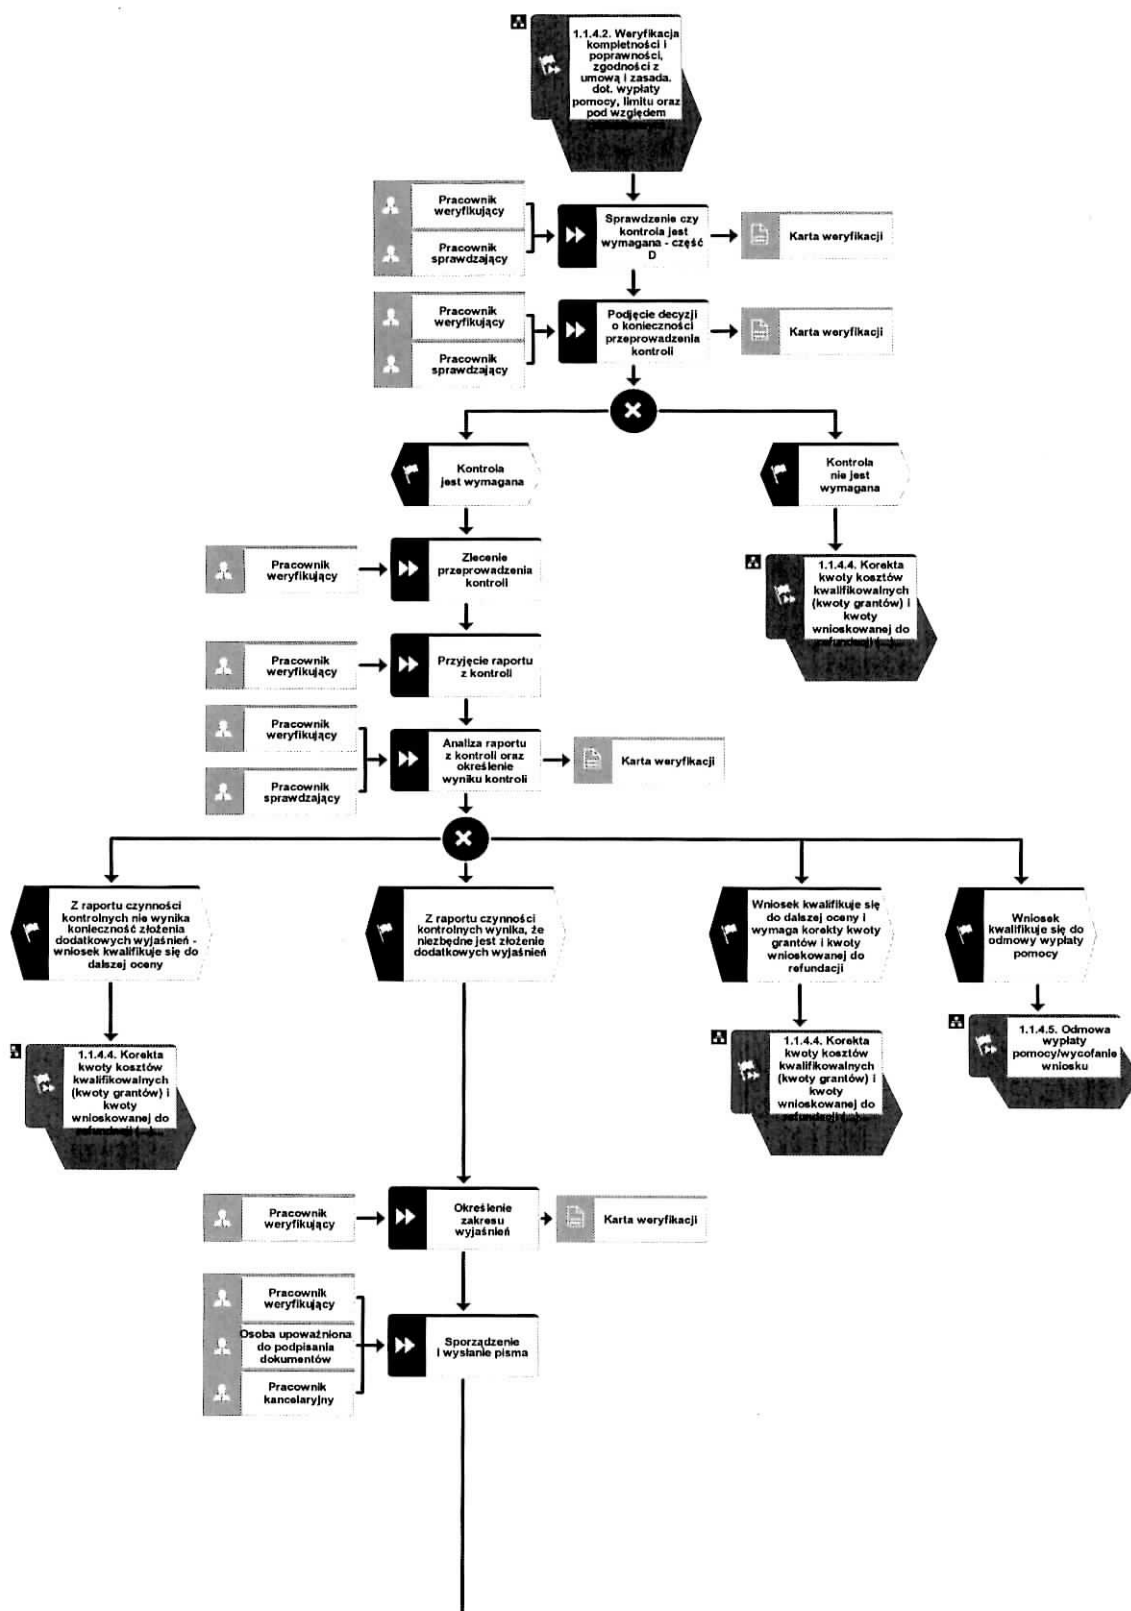 1.1.4.2. Weryfikacja
kompletności i
poprawności,
zgodności z
umową i zasada.
dot. wypłaty
pomocy, limitu oraz
pod względem
Pracownik
weryfikujący
Pracownik
sprawdzający
Sprawdzenie czy
kontrola jest
wymagana - część
D
Karta weryfikacji
Pracownik
weryfikujący
Pracownik
sprawdzający
Podjęcie decyzji
o konieczności
przeprowadzenia
kontroli
Karta weryfikacji
Kontrola
jest wymagana
Kontrola
nie jest
wymagana
Pracownik
weryfikujący
Zlecenie
przeprowadzenia
kontroli
1.1.4.4. Korekta
kwoty kosztów
kwalifikowalnych
(kwoty grantów) i
kwoty
wnioskowanej do
refundacji (...)...
Pracownik
weryfikujący
Przyjęcie raportu
z kontroli
Pracownik
weryfikujący
Pracownik
sprawdzający
Analiza raportu
z kontroli oraz
określenie
wyniku kontroli
Karta weryfikacji
Z raportu czynności
kontrolnych nie wynika
konieczność złożenia
dodatkowych wyjaśnień -
wniosek kwalifikuje się do
dalszej oceny
Z raportu czynności
kontrolnych wynika, że
niezbędne jest złożenie
dodatkowych wyjaśnień
Wniosek kwalifikuje się
do dalszej oceny i
wymaga korekty kwoty
grantów i kwoty
wnioskowanej do
refundacji
Wniosek
kwalifikuje się do
odmowy wypłaty
pomocy
1.1.4.4. Korekta
kwoty kosztów
kwalifikowalnych
(kwoty grantów) i
kwoty
wnioskowanej do
refundacji (...)...
1.1.4.4. Korekta
kwoty kosztów
kwalifikowalnych
(kwoty grantów) i
kwoty
wnioskowanej do
refundacji (...)...
1.1.4.5. Odmowa
wypłaty
pomocy/wycofanie
wniosku
Pracownik
weryfikujący
Określenie
zakresu
wyjaśnień
Karta weryfikacji
Pracownik
weryfikujący
Osoba upoważniona
do podpisania
dokumentów
Pracownik
kancelaryjny
Sporządzenie
i wysłanie pisma